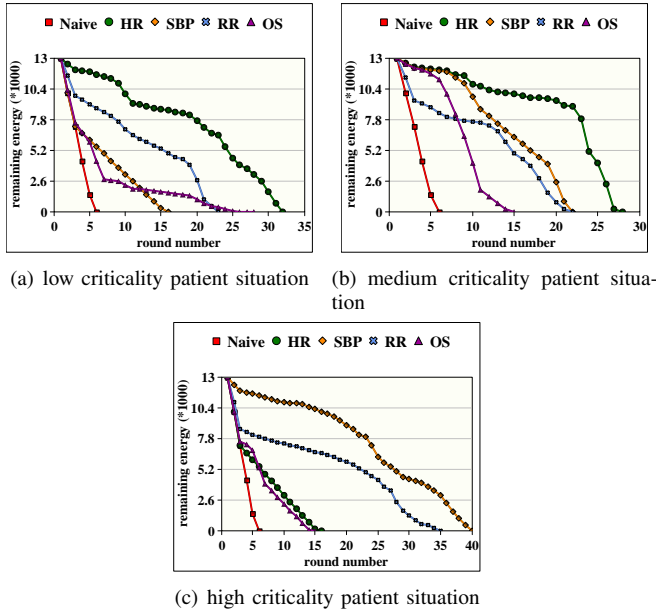 Naive HR SBP RR OS
remaining energy (*1000)
13
10.4
7.8
5.2
2.6
0
0 5 10 15 20 25 30 35
round number
(a) low criticality patient situation
Naive HR SBP RR OS
remaining energy (*1000)
13
10.4
7.8
5.2
2.6
0
0 5 10 15 20 25 30
round number
(b) medium criticality patient situa-
tion
Naive HR SBP RR OS
remaining energy (*1000)
13
10.4
7.8
5.2
2.6
0
0 5 10 15 20 25 30 35 40
round number
(c) high criticality patient situation